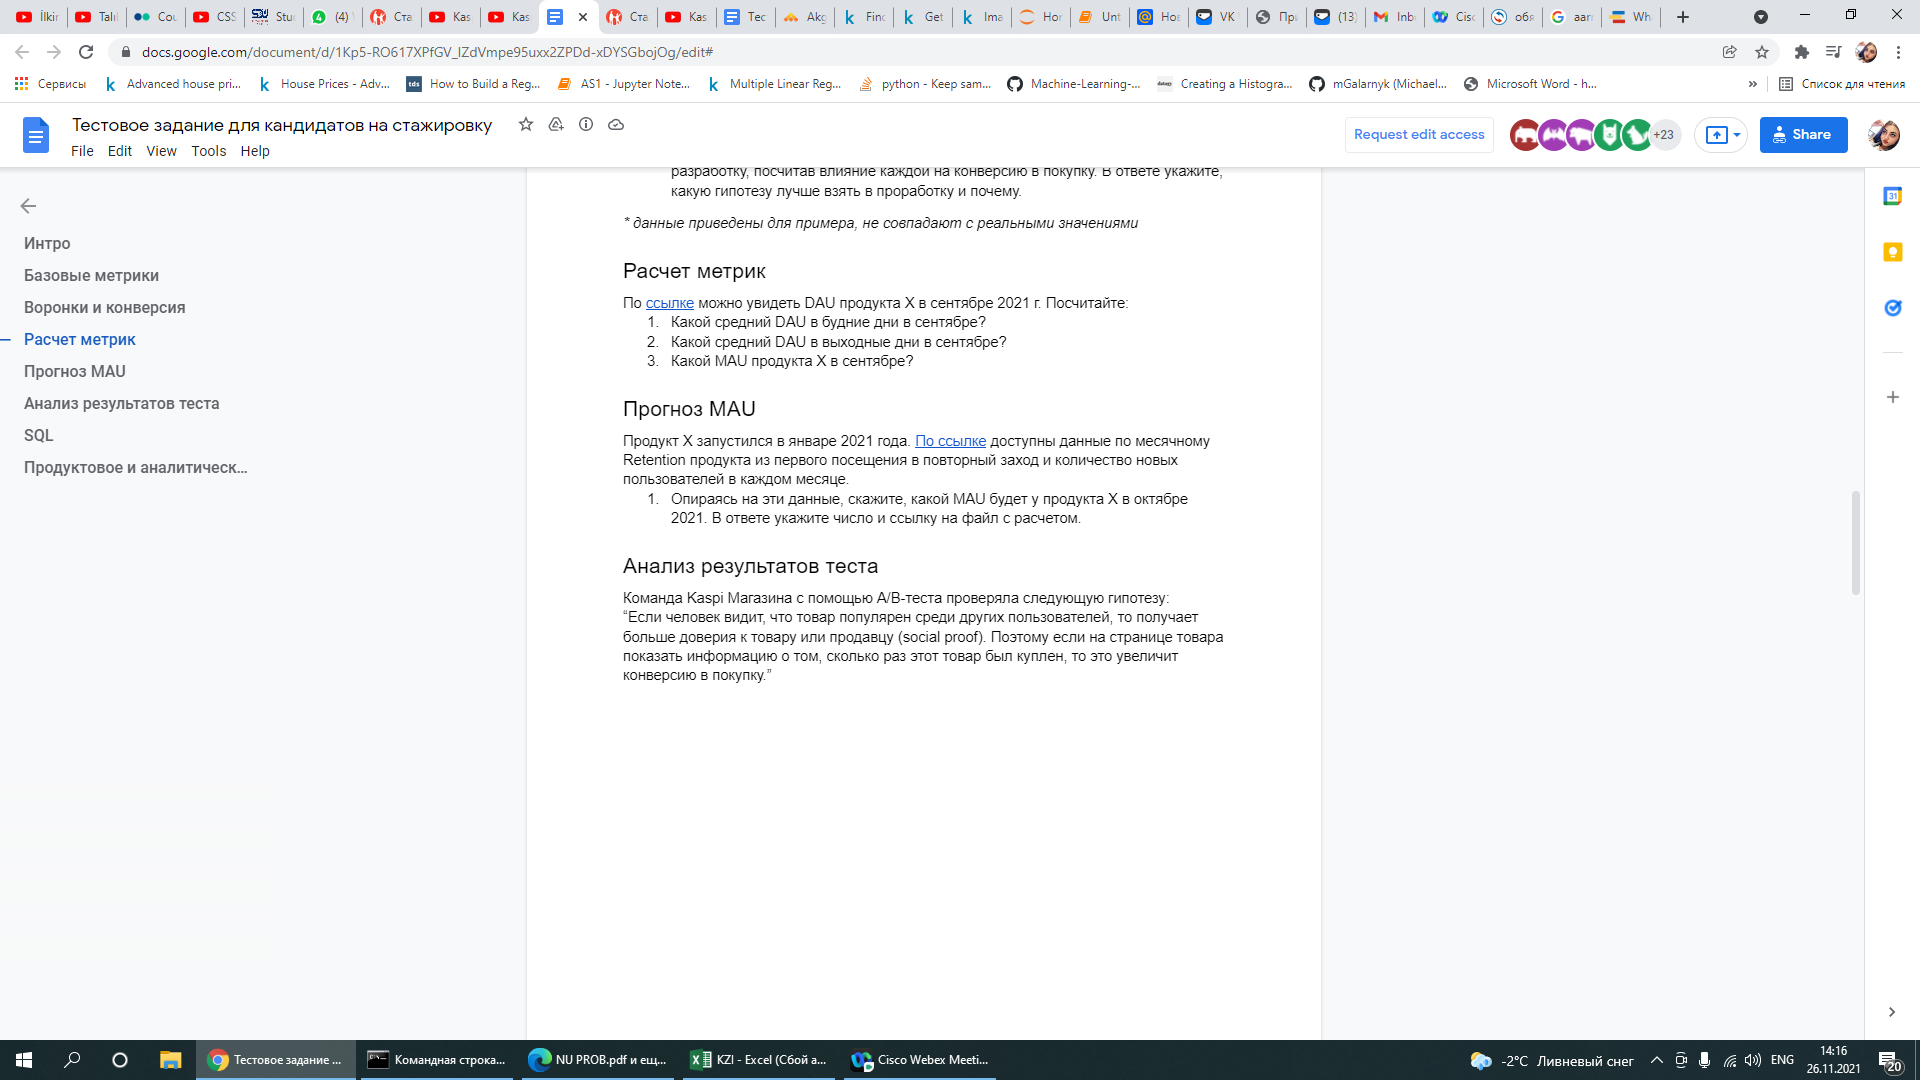 İlkin
Tali
Cou
CSS
Stu
(4)
Ста
Kas
Kas
Ста
Kas
Тес
Akç
Finc
Get
Ima
Hor
Unt
Нов
VK
При
(13)
Inb
Cisc
обя
aarr
Wha
docs.google.com/document/d/1Kp5-RO617XPfGV_IZdVmpe95uxx2ZPDd-xDYSGbojOg/edit#
Сервисы
Advanced house pri...
House Prices - Adv...
How to Build a Reg...
AS1 - Jupyter Note...
Multiple Linear Reg...
python - Keep sam...
Machine-Learning-...
Creating a Histogra...
mGalarnyk (Michael...
Microsoft Word - h...
»
Список для чтения
Тестовое задание для кандидатов на стажировку
File Edit View Tools Help
Request edit access
+23
Share
Интро
Базовые метрики
Воронки и конверсия
Расчет метрик
Прогноз MAU
Анализ результатов теста
SQL
Продуктовое и аналитическ...
разработку, посчитав влияние каждой на конверсию в покупку. В ответе укажите,
какую гипотезу лучше взять в проработку и почему.
* данные приведены для примера, не совпадают с реальными значениями
Расчет метрик
По ссылке можно увидеть DAU продукта X в сентябре 2021 г. Посчитайте:
1. Какой средний DAU в будние дни в сентябре?
2. Какой средний DAU в выходные дни в сентябре?
3. Какой MAU продукта X в сентябре?
Прогноз MAU
Продукт X запустился в январе 2021 года. По ссылке доступны данные по месячному
Retention продукта из первого посещения в повторный заход и количество новых
пользователей в каждом месяце.
1. Опираясь на эти данные, скажите, какой MAU будет у продукта X в октябре
2021. В ответе укажите число и ссылку на файл с расчетом.
Анализ результатов теста
Команда Kaspi Магазина с помощью A/B-теста проверяла следующую гипотезу:
“Если человек видит, что товар популярен среди других пользователей, то получает
больше доверия к товару или продавцу (social proof). Поэтому если на странице товара
показать информацию о том, сколько раз этот товар был куплен, то это увеличит
конверсию в покупку.”
Тестовое задание ...
Командная строка...
NU PROB.pdf и ещ...
KZI - Excel (Сбой а...
Cisco Webex Meeti...
-2°C Ливневый снег
ENG
14:16
26.11.2021
20